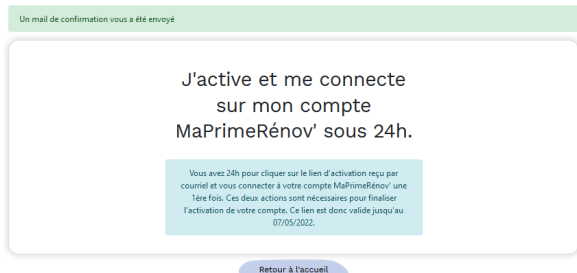 Un mail de confirmation vous a été envoyé
J'active et me connecte
sur mon compte
MaPrimeRénov' sous 24h.
Vous avez 24h pour cliquer sur le lien d'activation reçu par
courriel et vous connecter à votre compte MaPrimeRénov' une
1ère fois. Ces deux actions sont nécessaires pour finaliser
l'activation de votre compte. Ce lien est donc valide jusqu'au
07/05/2022.
Retour à l'accueil